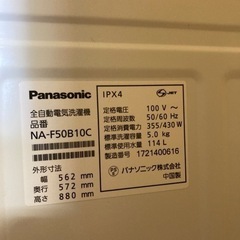 Panasonic
全自動電気洗濯機
品番
NA-F50B10C
外形寸法
幅 562 mm
奥行 572 mm
高さ 880 mm
IPX4
JET
定格電圧 100 V～
定格周波数 50/60 Hz
定格消費電力 355/430 W
標準洗濯容量 5.0 kg
標準使用水量 114 L
製造番号 1721400616
パナソニック株式会社
中国製